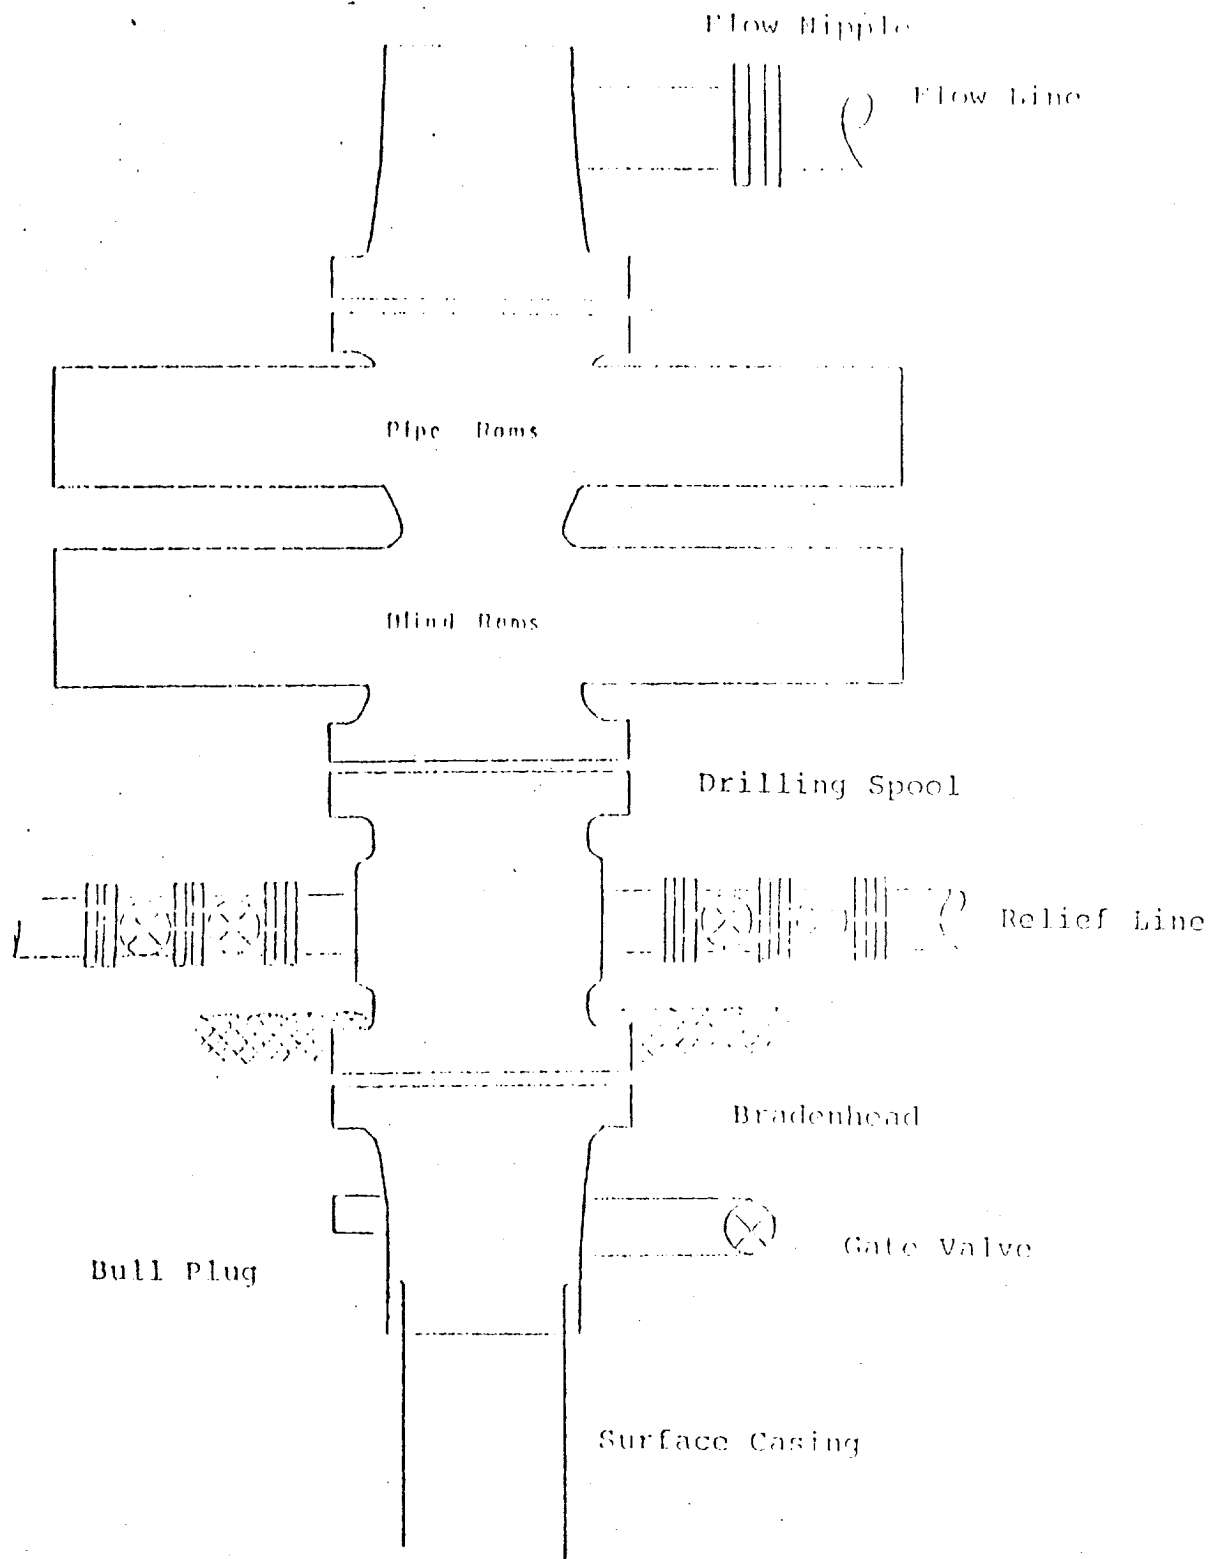 Flow Nipple
Flow Line
Pipe Rams
Blind Rams
Drilling Spool
Relief Line
Bradenhead
Gate Valve
Bull Plug
Surface Casing